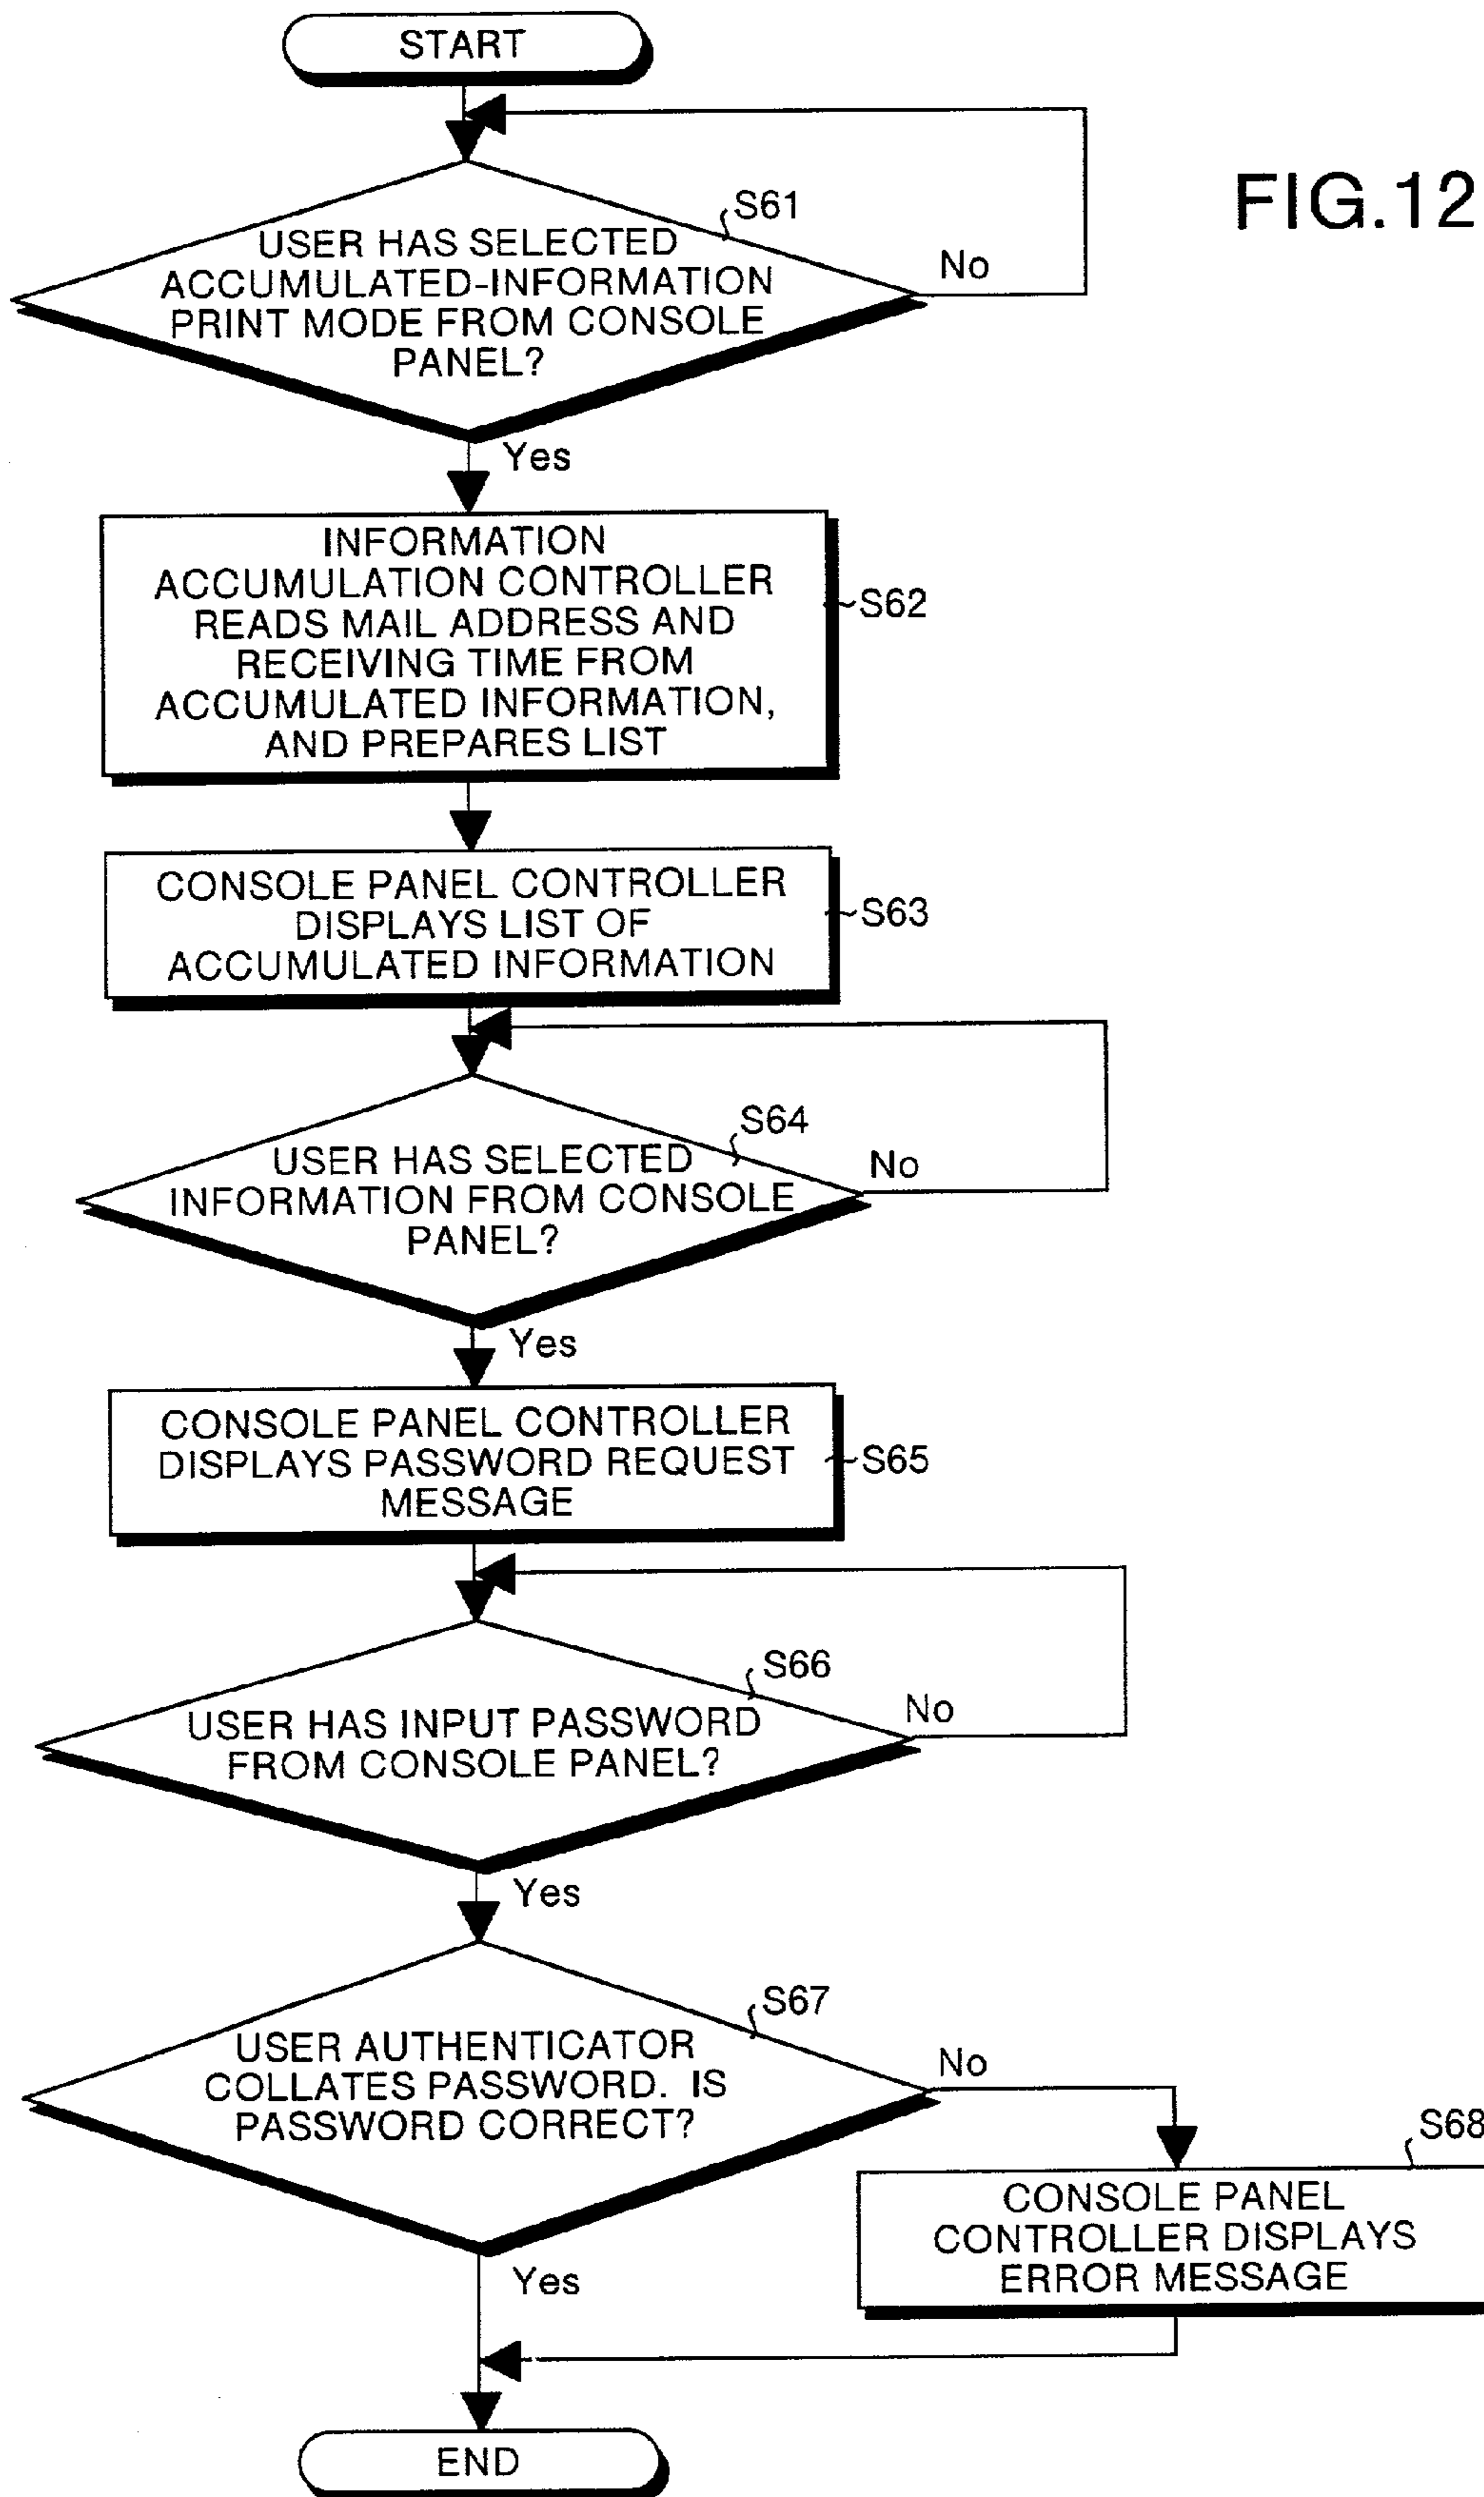 START
FIG.12
S61
USER HAS SELECTED
ACCUMULATED-INFORMATION
PRINT MODE FROM CONSOLE
PANEL?
No
Yes
INFORMATION
ACCUMULATION CONTROLLER
READS MAIL ADDRESS AND
RECEIVING TIME FROM
ACCUMULATED INFORMATION,
AND PREPARES LIST
S62
CONSOLE PANEL CONTROLLER
DISPLAYS LIST OF
ACCUMULATED INFORMATION
S63
S64
USER HAS SELECTED
INFORMATION FROM CONSOLE
PANEL?
No
Yes
CONSOLE PANEL CONTROLLER
DISPLAYS PASSWORD REQUEST
MESSAGE
S65
S66
USER HAS INPUT PASSWORD
FROM CONSOLE PANEL?
No
Yes
S67
USER AUTHENTICATOR
COLLATES PASSWORD. IS
PASSWORD CORRECT?
No
S68
CONSOLE PANEL
CONTROLLER DISPLAYS
ERROR MESSAGE
Yes
END